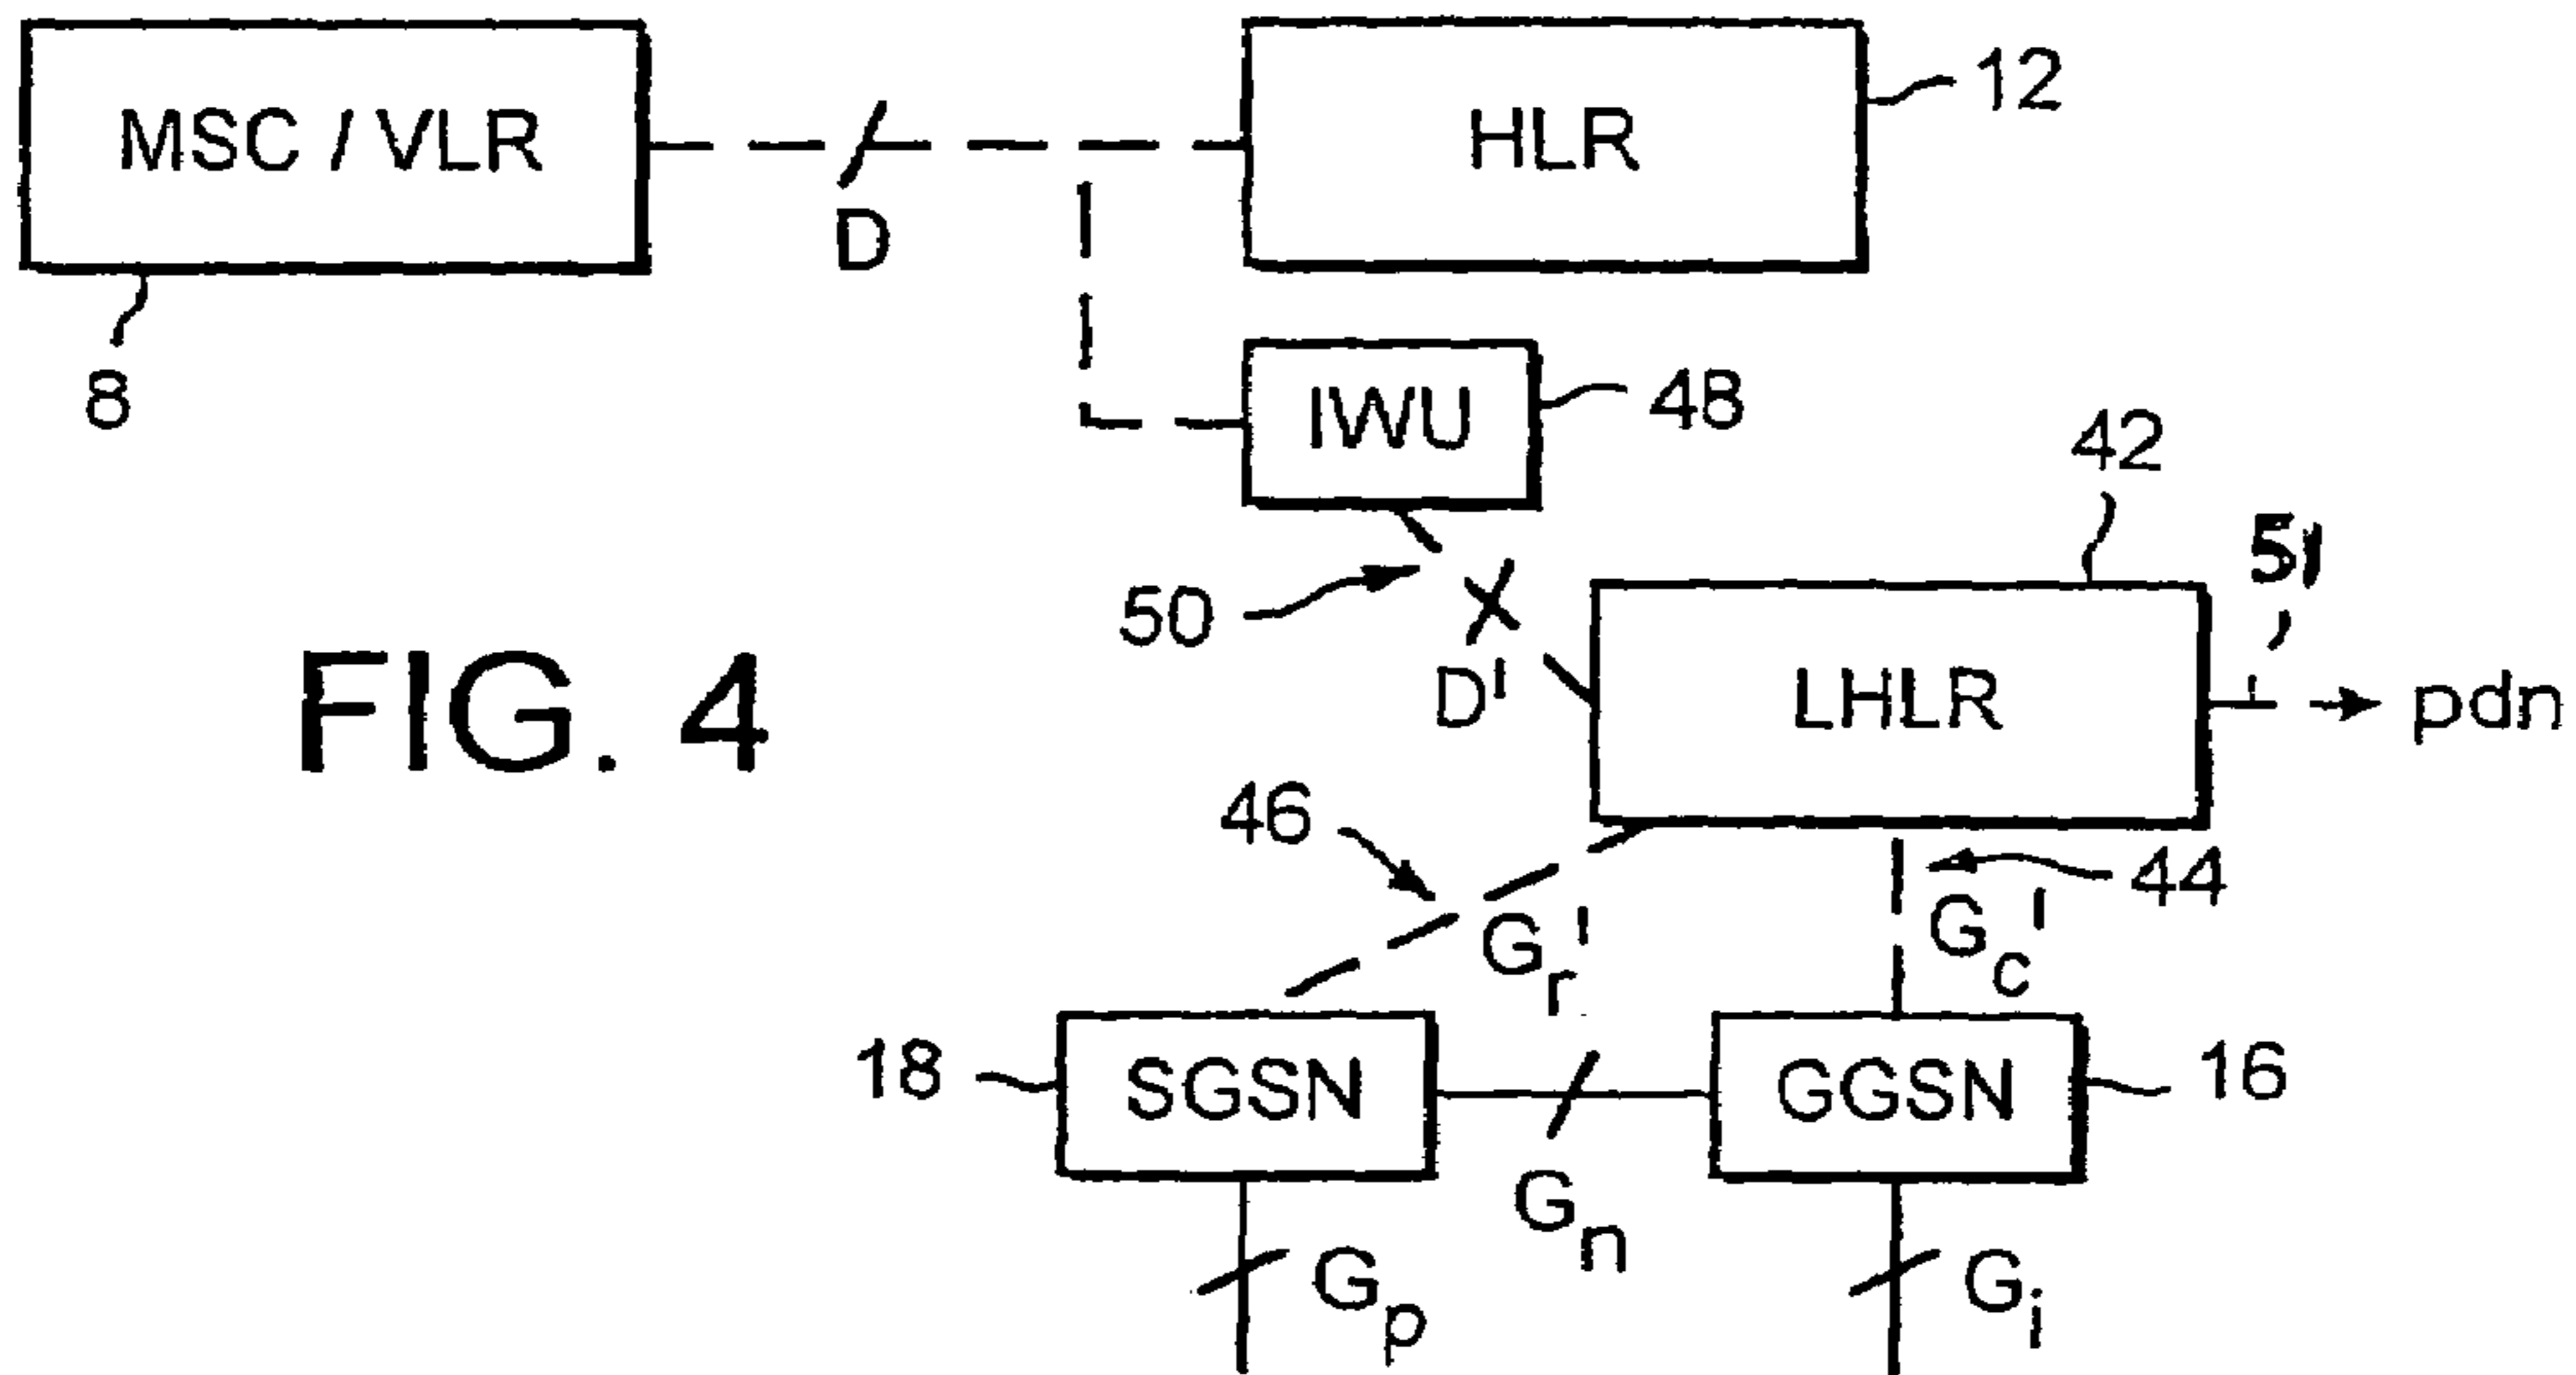 MSC / VLR
HLR
12
D
8
IWU
48
42
51
50
D'
LHLR
pdn
FIG. 4
46
44
Gr'
Gc'
18
SGSN
GGSN
16
Gn
Gp
Gi